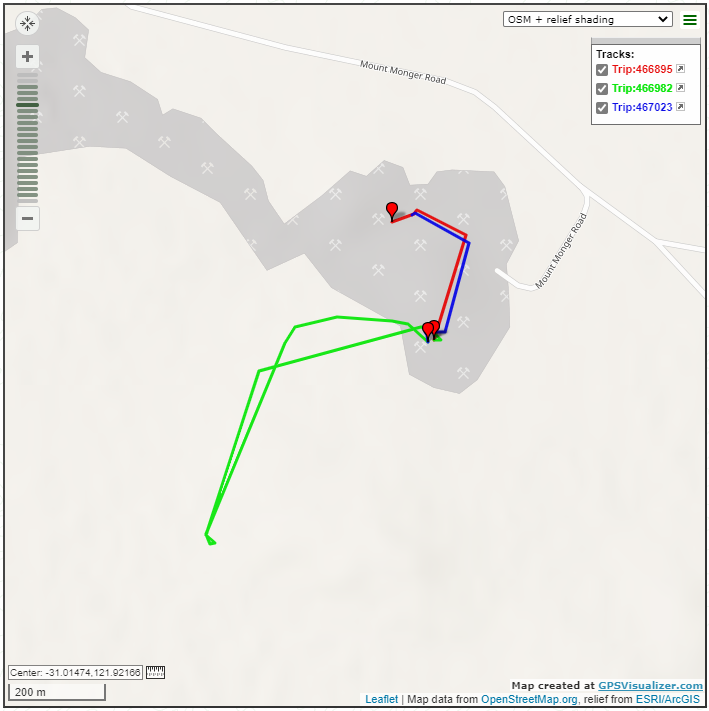 OSM + relief shading
Tracks:
Trip:466895
Trip:466982
Trip:467023
Mount Monger Road
Mount Monger Road
Center: -31.01474,121.92166
200 m
Map created at GPSVisualizer.com
Leaflet | Map data from OpenStreetMap.org, relief from ESRI/ArcGIS